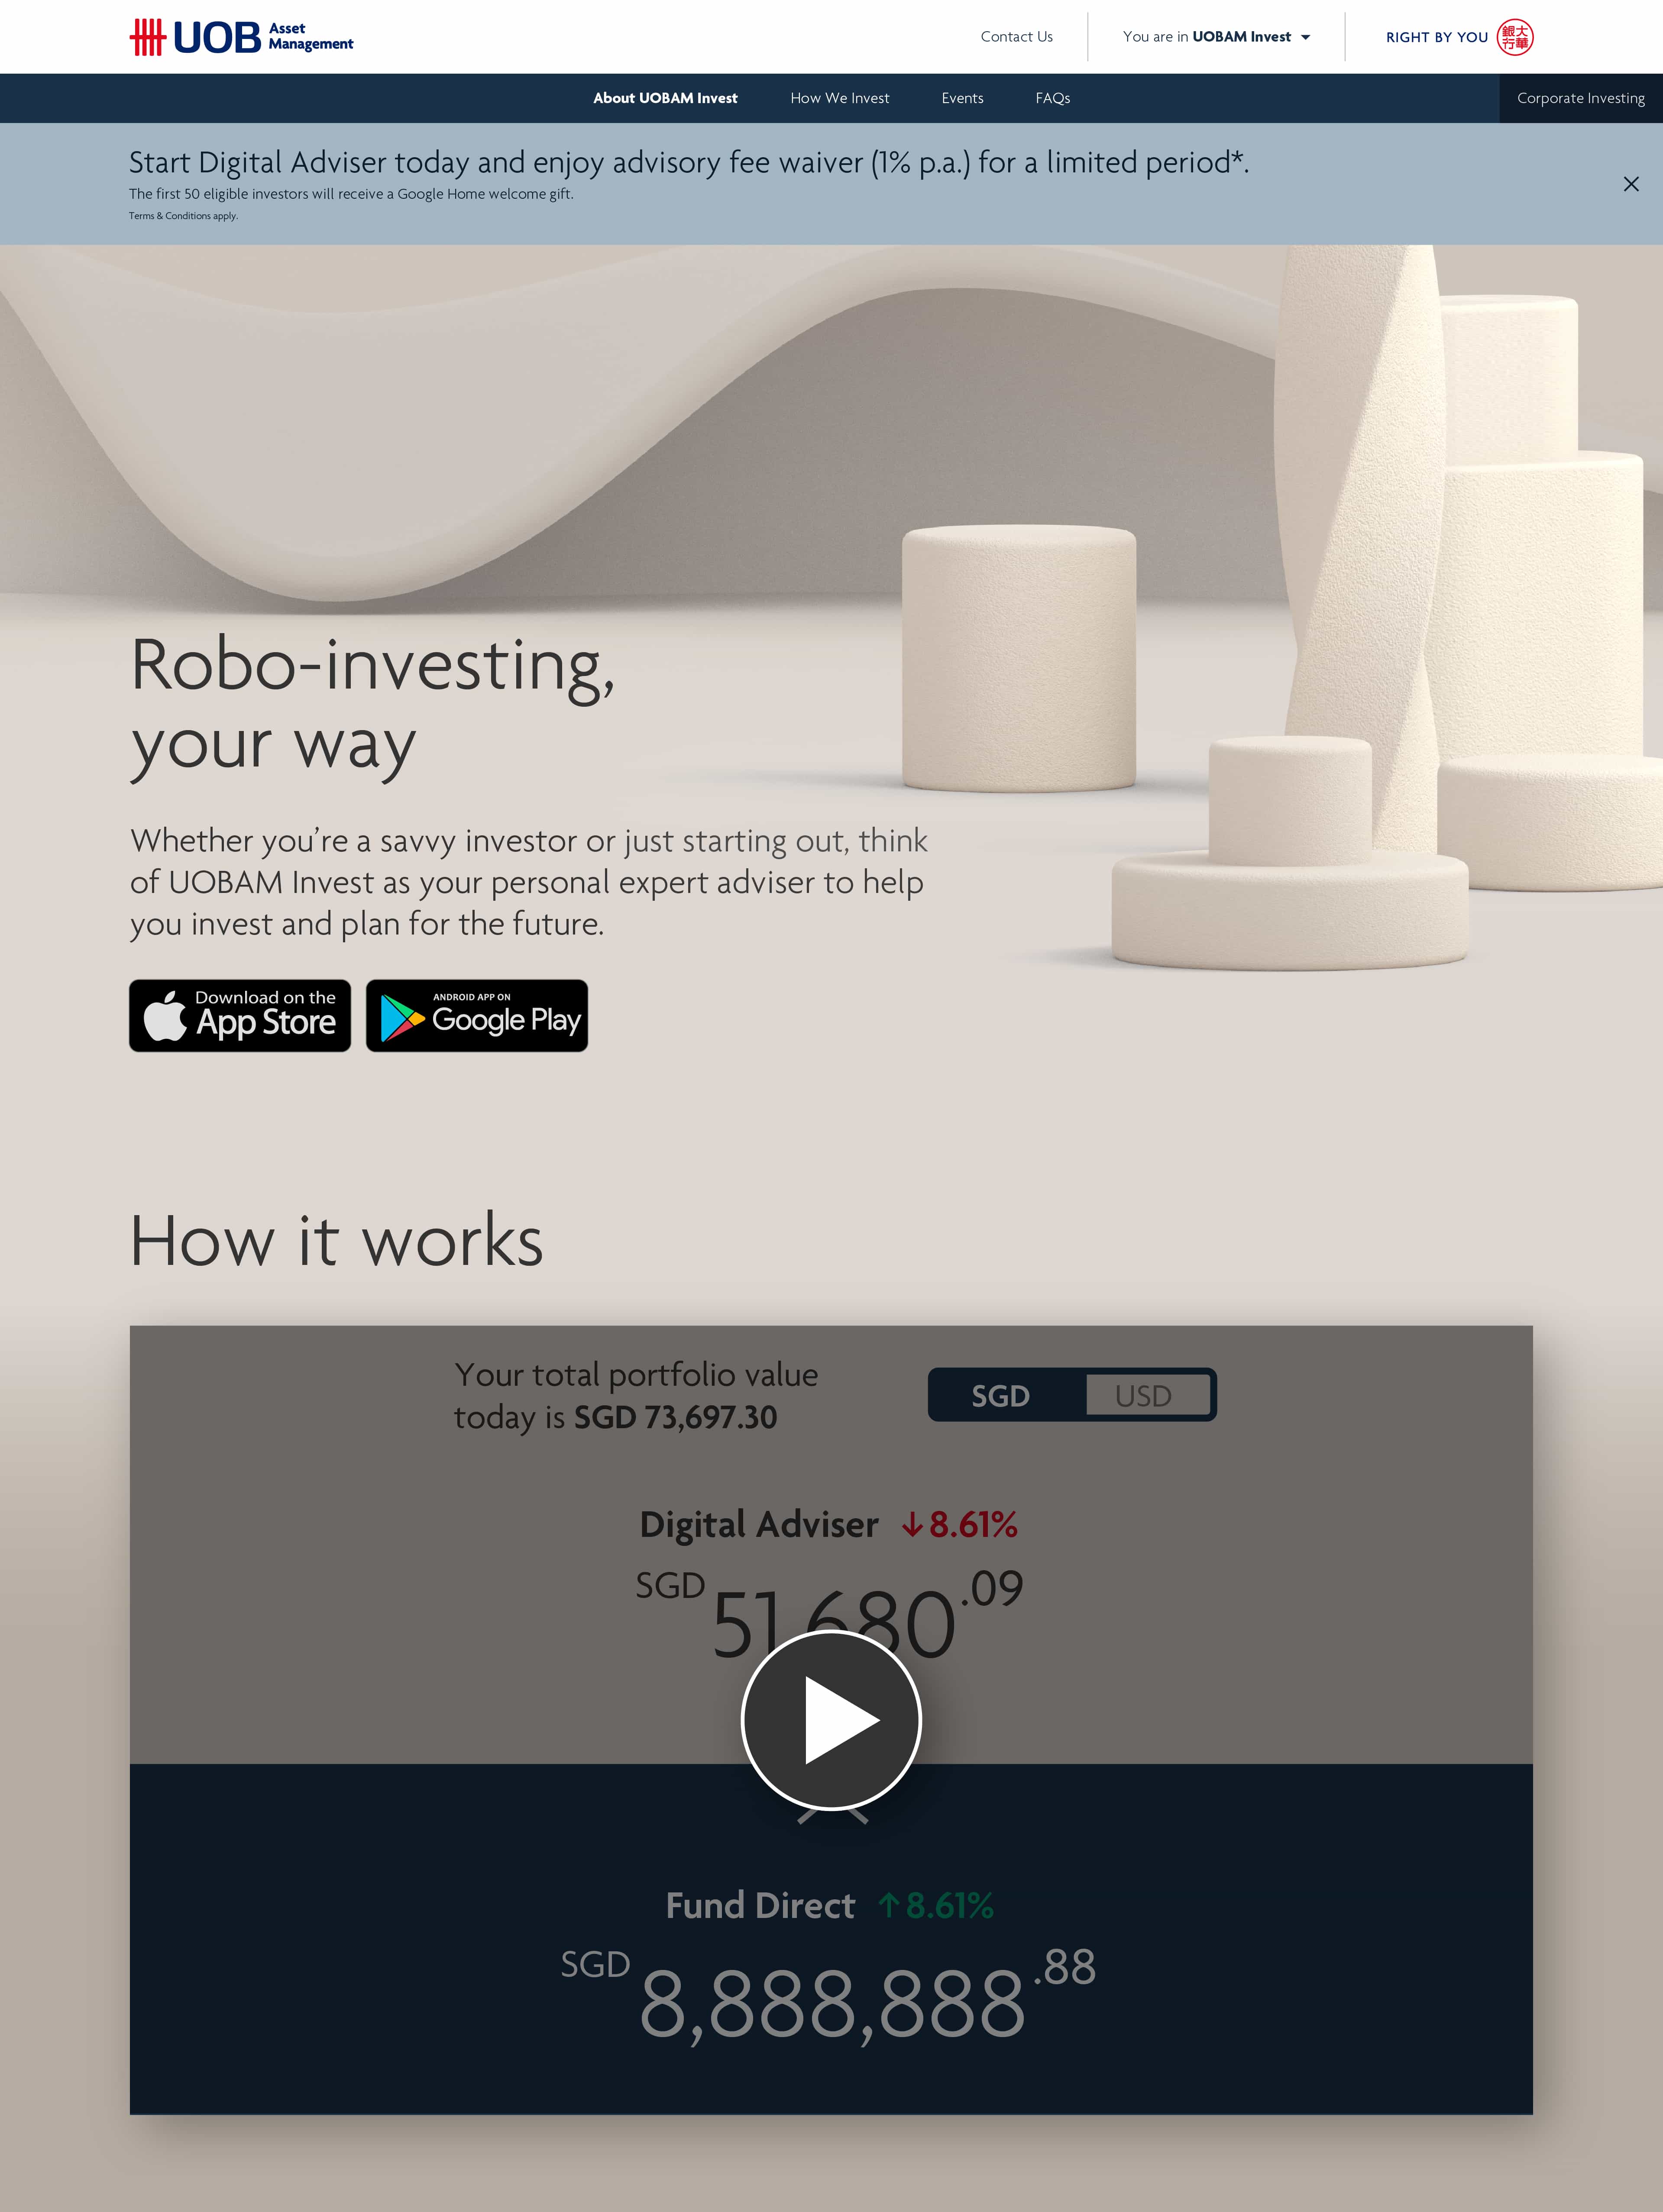 UOB Asset
Management
Contact Us
You are in UOBAM Invest
RIGHT BY YOU
大華
銀行
About UOBAM Invest
How We Invest
Events
FAQs
Corporate Investing
Start Digital Adviser today and enjoy advisory fee waiver (1% p.a.) for a limited period*.
The first 50 eligible investors will receive a Google Home welcome gift.
Terms & Conditions apply.
Robo-investing,
your way
Whether you’re a savvy investor or just starting out, think
of UOBAM Invest as your personal expert adviser to help
you invest and plan for the future.
Download on the
App Store
ANDROID APP ON
Google Play
How it works
Your total portfolio value
today is SGD 73,697.30
SGD
USD
Digital Adviser ↓8.61%
SGD 51,680.09
Fund Direct ↑8.61%
SGD 8,888,888.88